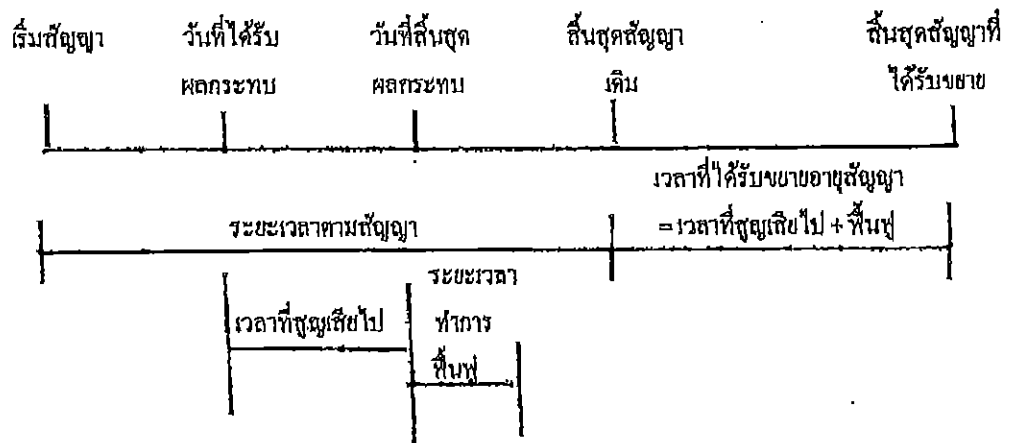 เริ่มสัญญา วันที่ได้รับ วันที่สิ้นสุด สิ้นสุดสัญญา สิ้นสุดสัญญาที่
ผลกระทบ ผลกระทบ เดิม ได้รับขยาย
เวลาที่ได้รับขยายอายุสัญญา
ระยะเวลาตามสัญญา =เวลาที่สูญเสียไป + ฟื้นฟู
ระยะเวลา
เวลาที่สูญเสียไป ทำการ
ฟื้นฟู